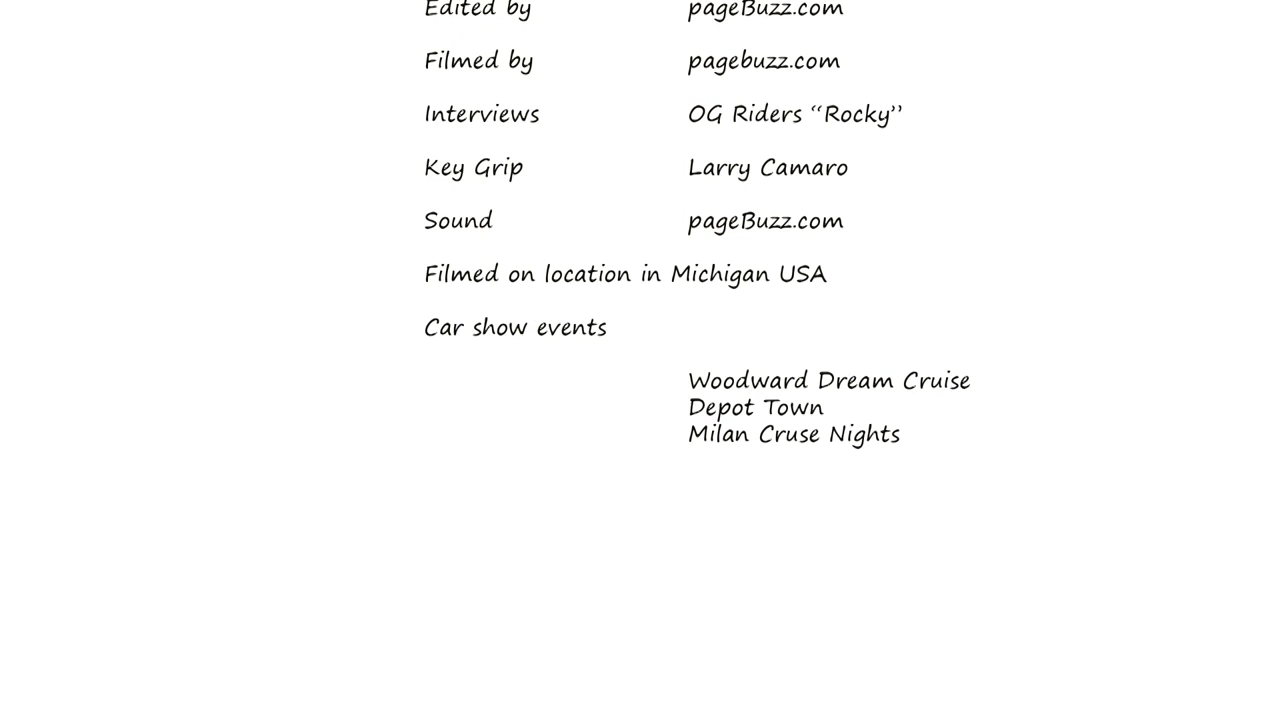 Edited by pageBuzz.com
Filmed by pagebuzz.com
Interviews OG Riders “Rocky”
Key Grip Larry Camaro
Sound pageBuzz.com
Filmed on location in Michigan USA
Car show events
Woodward Dream Cruise
Depot Town
Milan Cruse Nights